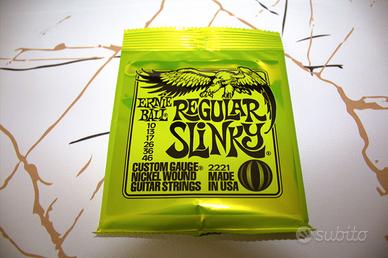 ERNIE BALL
REGULAR
SLINKY®
10
13
17
26
36
46
CUSTOM GAUGE®
NICKEL WOUND
GUITAR STRINGS
2221
MADE
IN USA
subito